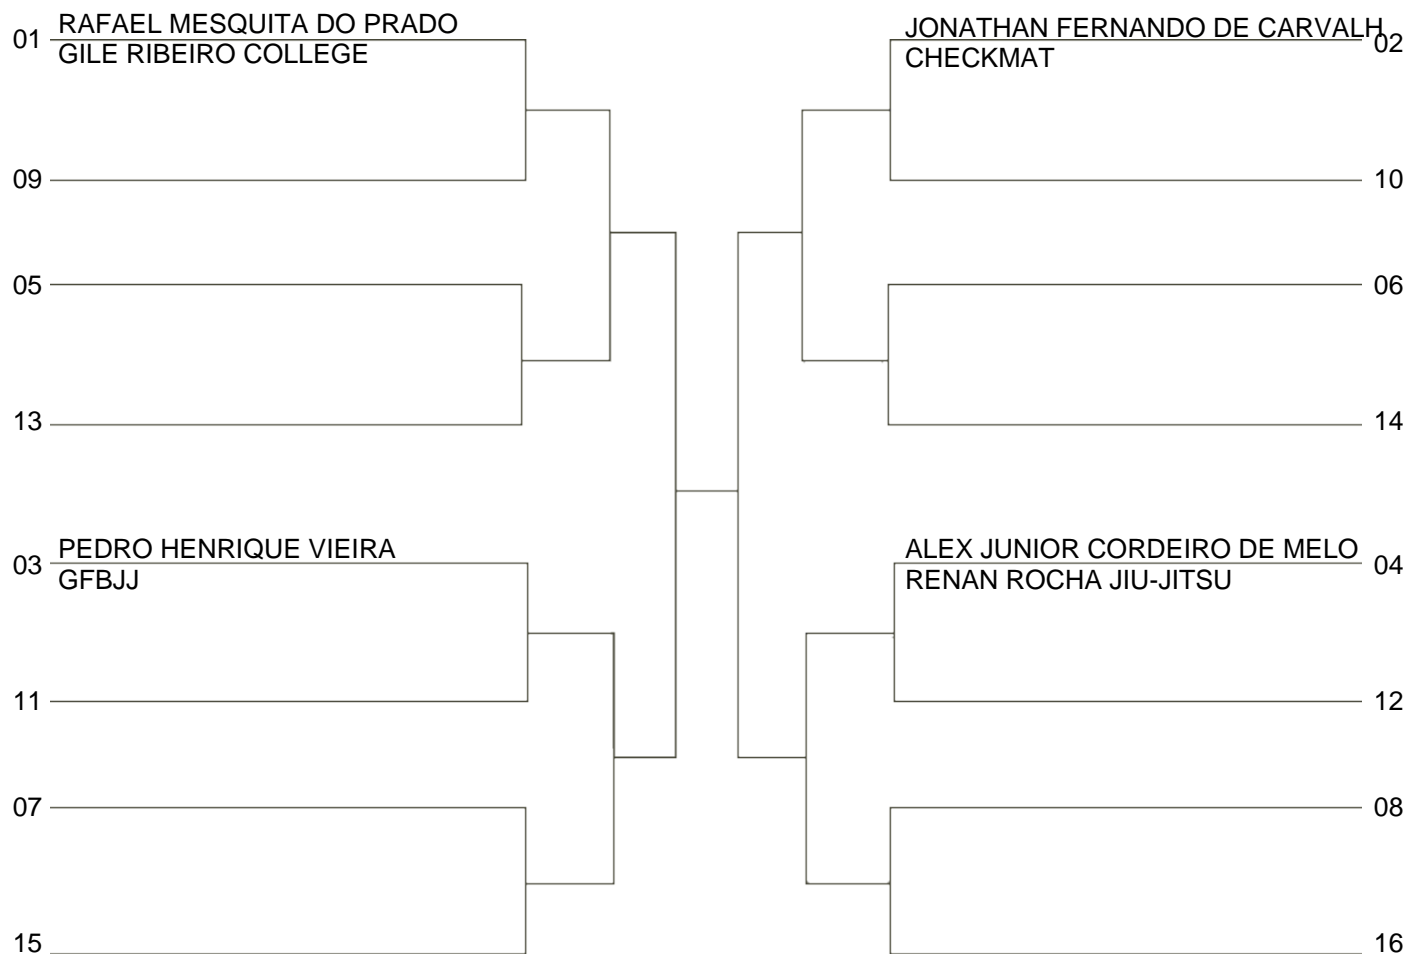 01 RAFAEL MESQUITA DO PRADO
GILE RIBEIRO COLLEGE
09
05
13
03 PEDRO HENRIQUE VIEIRA
GFBJJ
11
07
15
JONATHAN FERNANDO DE CARVALH 02
CHECKMAT
10
06
14
ALEX JUNIOR CORDEIRO DE MELO 04
RENAN ROCHA JIU-JITSU
12
08
16